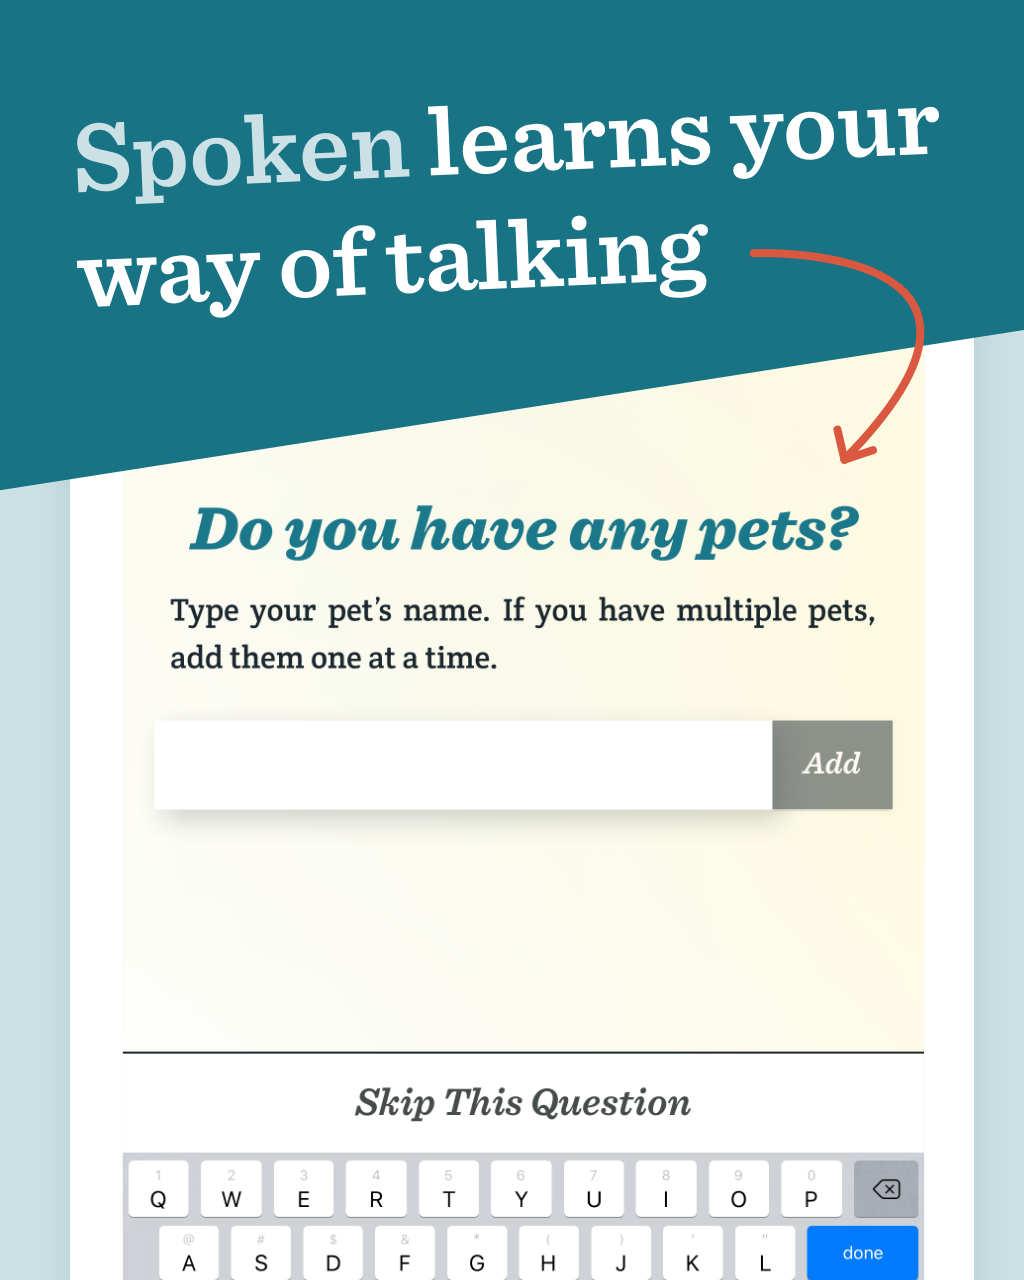 Spoken learns your
way of talking
Do you have any pets?
Type your pet’s name. If you have multiple pets,
add them one at a time.
Add
Skip This Question
1 2 3 4 5 6 7 8 9 0
Q W E R T Y U I O P
@ # $ & * ( ) ′ ″
A S D F G H J K L done